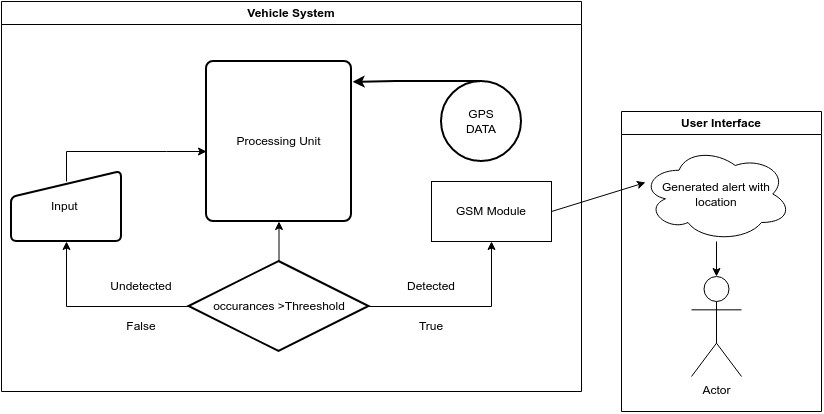 Vehicle System
Processing Unit
GPS
DATA
User Interface
Generated alert with
location
Input
GSM Module
Undetected
Detected
occurances >Threeshold
False
True
Actor